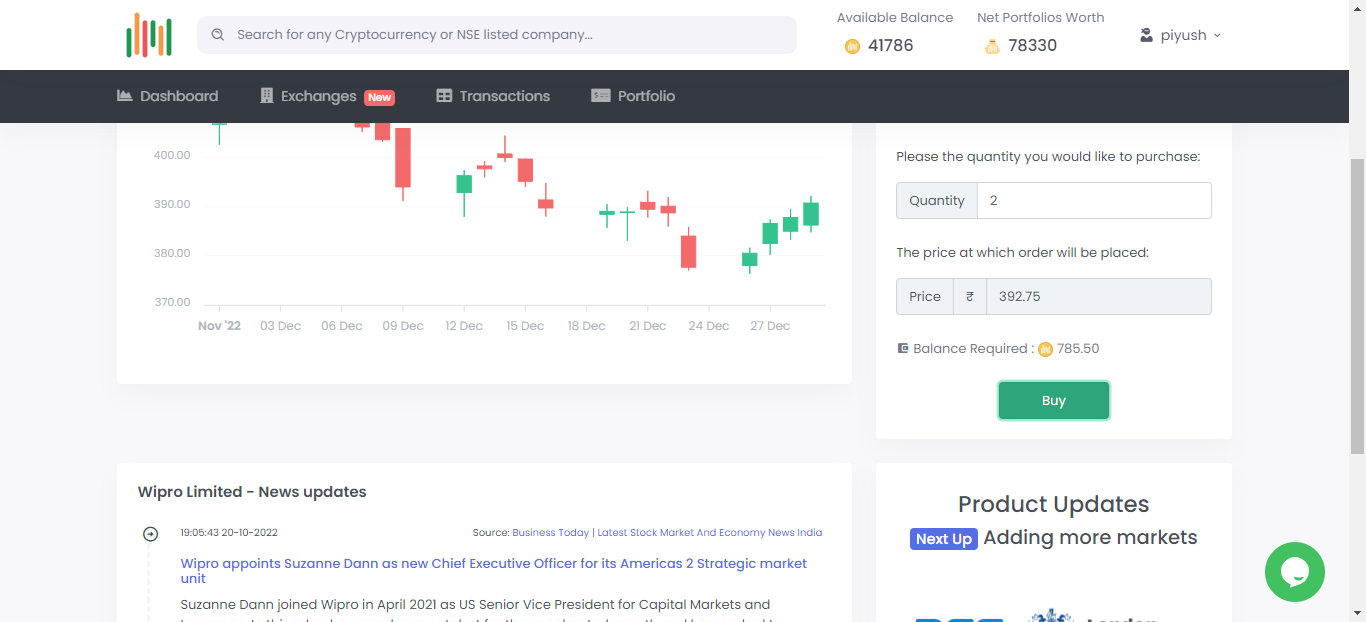 Search for any Cryptocurrency or NSE listed company...
Available Balance
41786
Net Portfolios Worth
78330
piyush
Dashboard
Exchanges New
Transactions
Portfolio
400.00
390.00
380.00
370.00
Nov '22 03 Dec 06 Dec 09 Dec 12 Dec 15 Dec 18 Dec 21 Dec 24 Dec 27 Dec
Please the quantity you would like to purchase:
Quantity 2
The price at which order will be placed:
Price ₹ 392.75
Balance Required : 785.50
Buy
Wipro Limited - News updates
19:05:43 20-10-2022
Source: Business Today | Latest Stock Market And Economy News India
Wipro appoints Suzanne Dann as new Chief Executive Officer for its Americas 2 Strategic market
unit
Suzanne Dann joined Wipro in April 2021 as US Senior Vice President for Capital Markets and
Product Updates
Next Up Adding more markets